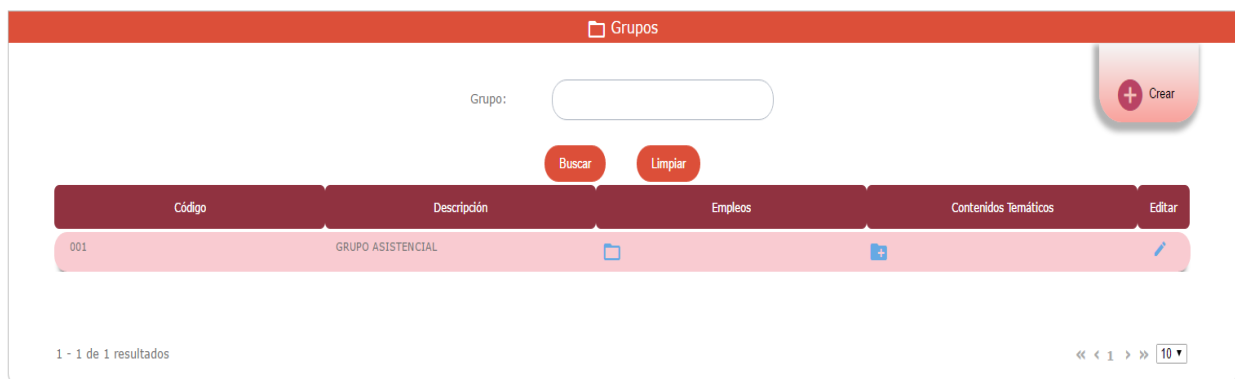 Grupos
Crear
Grupo:
Buscar Limpiar
Código Descripción Empleos Contenidos Temáticos Editar
001 GRUPO ASISTENCIAL
1 - 1 de 1 resultados « ‹ 1 › » 10